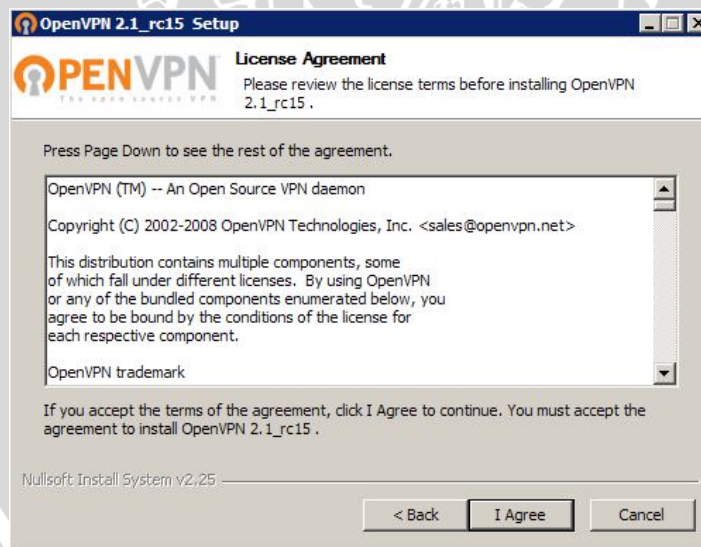 OpenVPN 2.1_rc15 Setup
OPENVPN
The open source VPN
License Agreement
Please review the license terms before installing OpenVPN
2.1_rc15 .
Press Page Down to see the rest of the agreement.
OpenVPN (TM) -- An Open Source VPN daemon
Copyright (C) 2002-2008 OpenVPN Technologies, Inc. <sales@openvpn.net>
This distribution contains multiple components, some
of which fall under different licenses.  By using OpenVPN
or any of the bundled components enumerated below, you
agree to be bound by the conditions of the license for
each respective component.
OpenVPN trademark
If you accept the terms of the agreement, click I Agree to continue. You must accept the
agreement to install OpenVPN 2.1_rc15 .
Nullsoft Install System v2.25
< Back
I Agree
Cancel